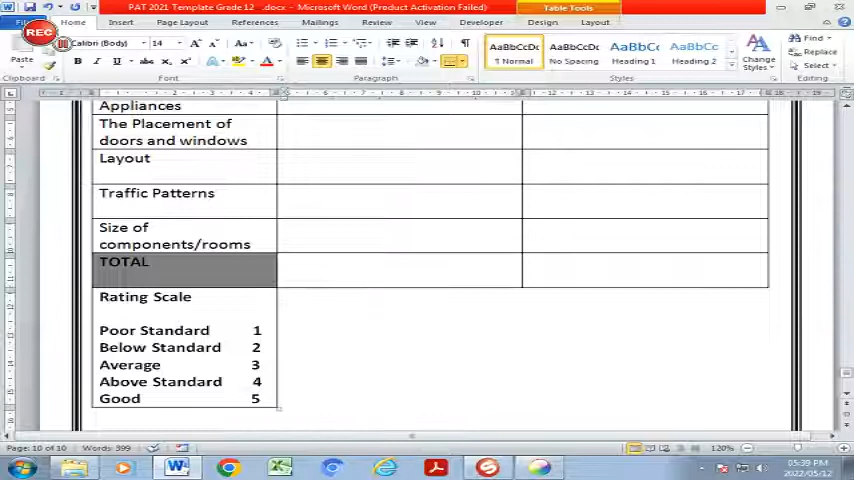 PAT 2021 Template Grade 12 .docx - Microsoft Word (Product Activation Failed)
Table Tools
File
Home
Insert
Page Layout
References
Mailings
Review
View
Developer
Design
Layout
REC
Calibri (Body)
14
Paste
Clipboard
Font
Paragraph
AaBbCcDc
¶ Normal
AaBbCcDc
No Spacing
AaBbCc
Heading 1
AaBbCc
Heading 2
Change
Styles
Styles
Find
Replace
Select
Editing
Appliances
The Placement of
doors and windows
Layout
Traffic Patterns
Size of
components/rooms
TOTAL
Rating Scale
Poor Standard 1
Below Standard 2
Average 3
Above Standard 4
Good 5
Page: 10 of 10
Words: 399
120%
05:39 PM
2022/05/12